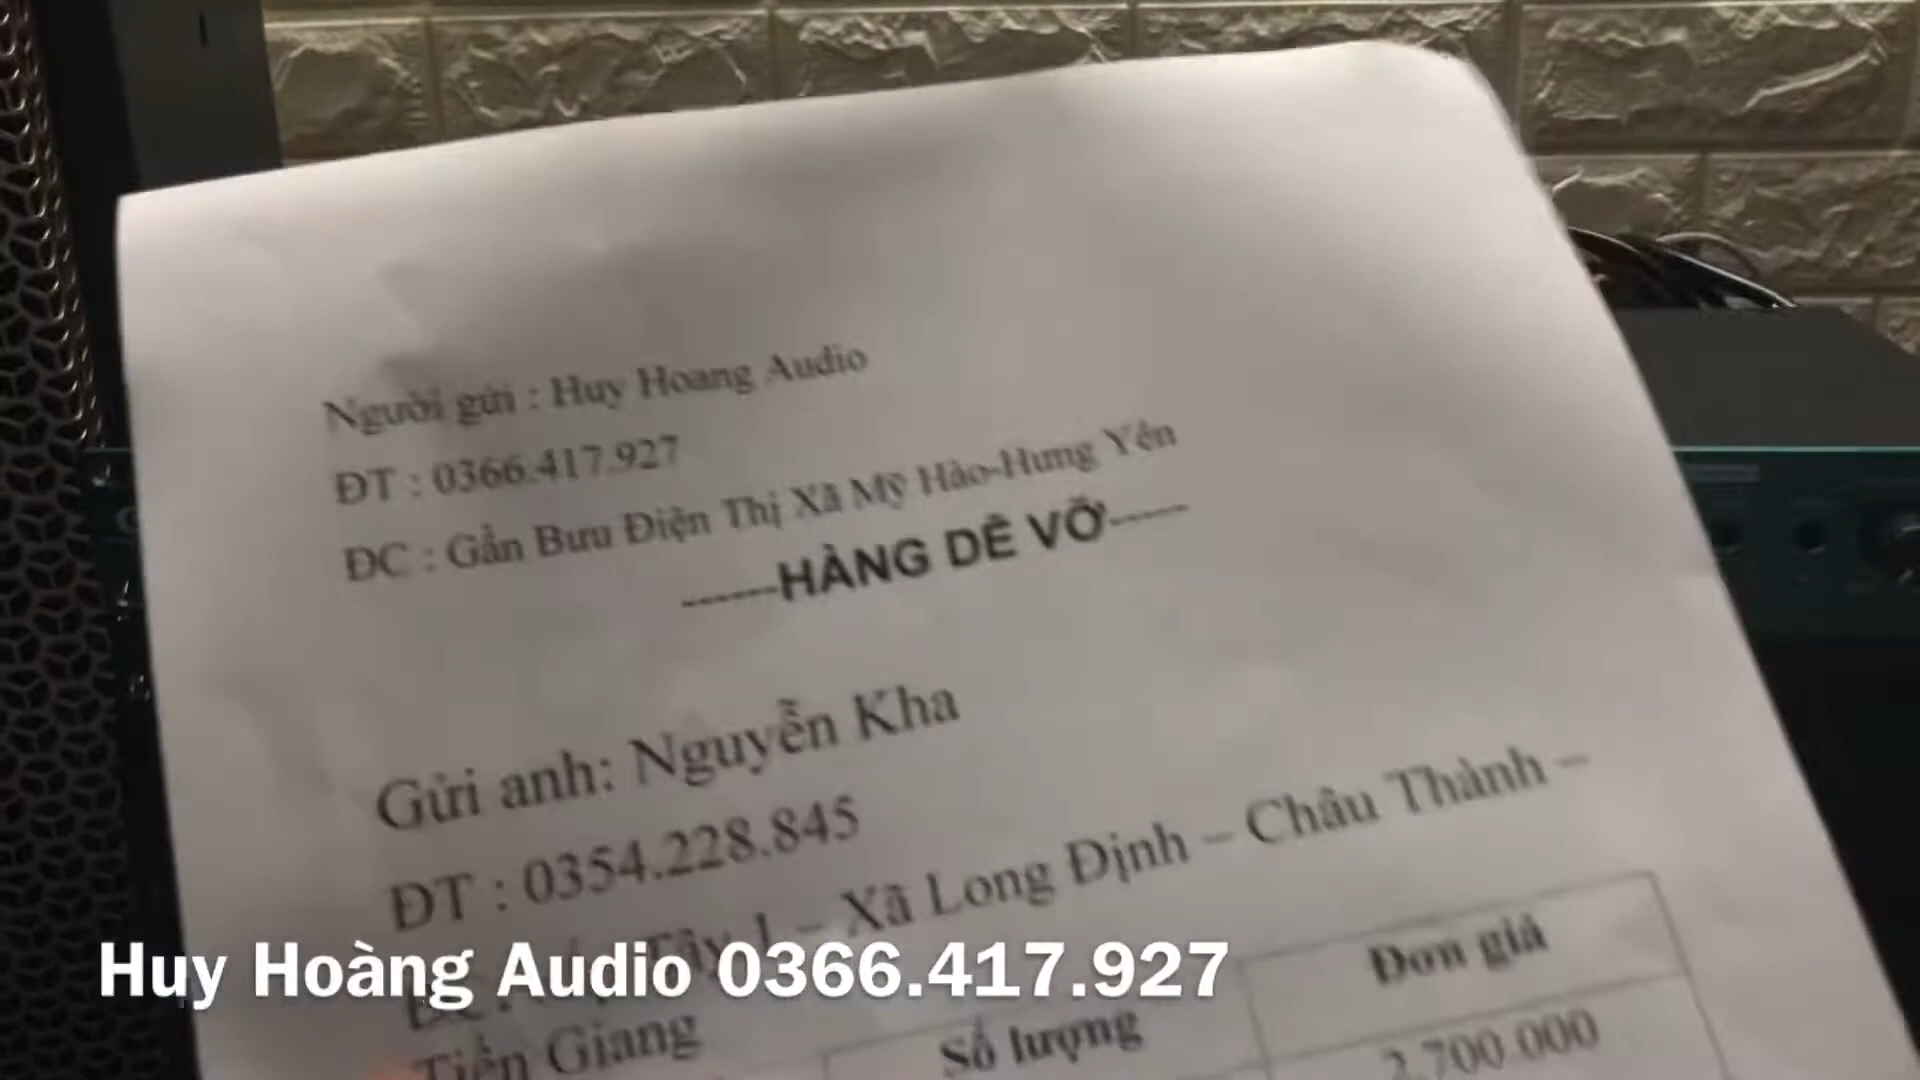 Người gửi : Huy Hoang Audio
ĐT : 0366.417.927
ĐC : Gần Bưu Điện Thị Xã Mỹ Hào-Hưng Yên
------HÀNG DỄ VỠ-----
Gửi anh: Nguyễn Kha
ĐT : 0354.228.845
Tây 1 – Xã Long Định – Châu Thành –
Tiền Giang
Số lượng
Đơn giá
2.700.000
Huy Hoàng Audio 0366.417.927